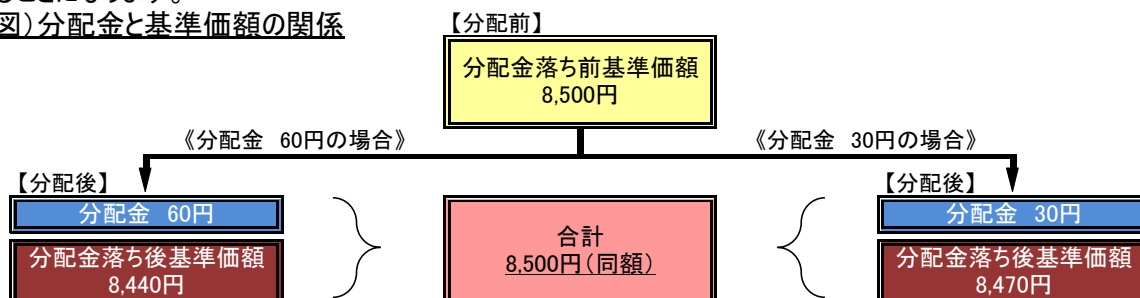 図)分配金と基準価額の関係
【分配前】
分配金落ち前基準価額
8,500円
《分配金 60円の場合》
《分配金 30円の場合》
【分配後】
分配金 60円
分配金落ち後基準価額
8,440円
合計
8,500円(同額)
【分配後】
分配金 30円
分配金落ち後基準価額
8,470円